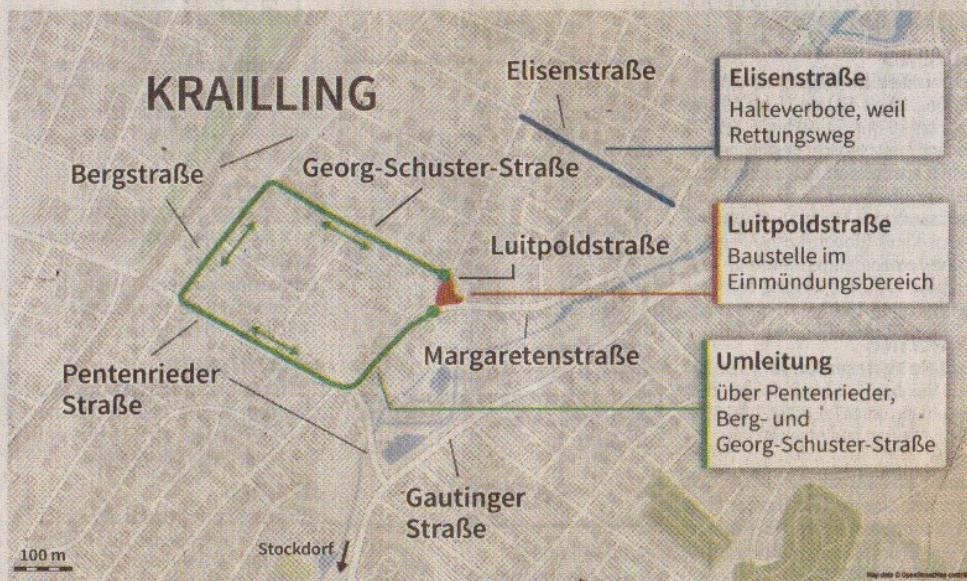 KRAILLING
Elisenstraße
Elisenstraße
Halteverbote, weil
Rettungsweg
Bergstraße
Georg-Schuster-Straße
Luitpoldstraße
Luitpoldstraße
Baustelle im
Einmündungsbereich
Margaretenstraße
Pentenrieder
Straße
Umleitung
über Pentenrieder,
Berg- und
Georg-Schuster-Straße
Gautinger
Straße
Stockdorf
100 m